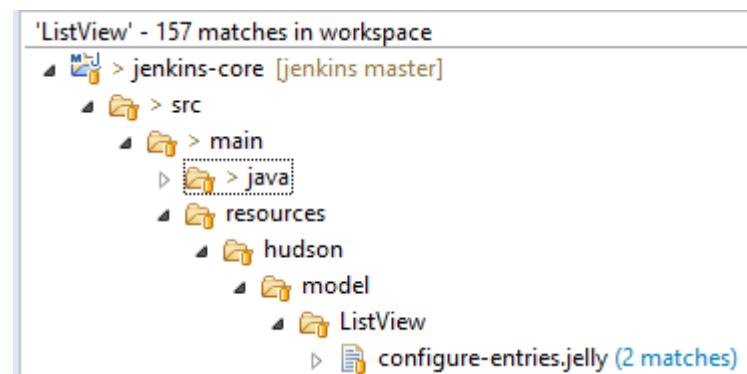 'ListView' - 157 matches in workspace
> jenkins-core [jenkins master]
> src
> main
> java
resources
hudson
model
ListView
configure-entries.jelly (2 matches)